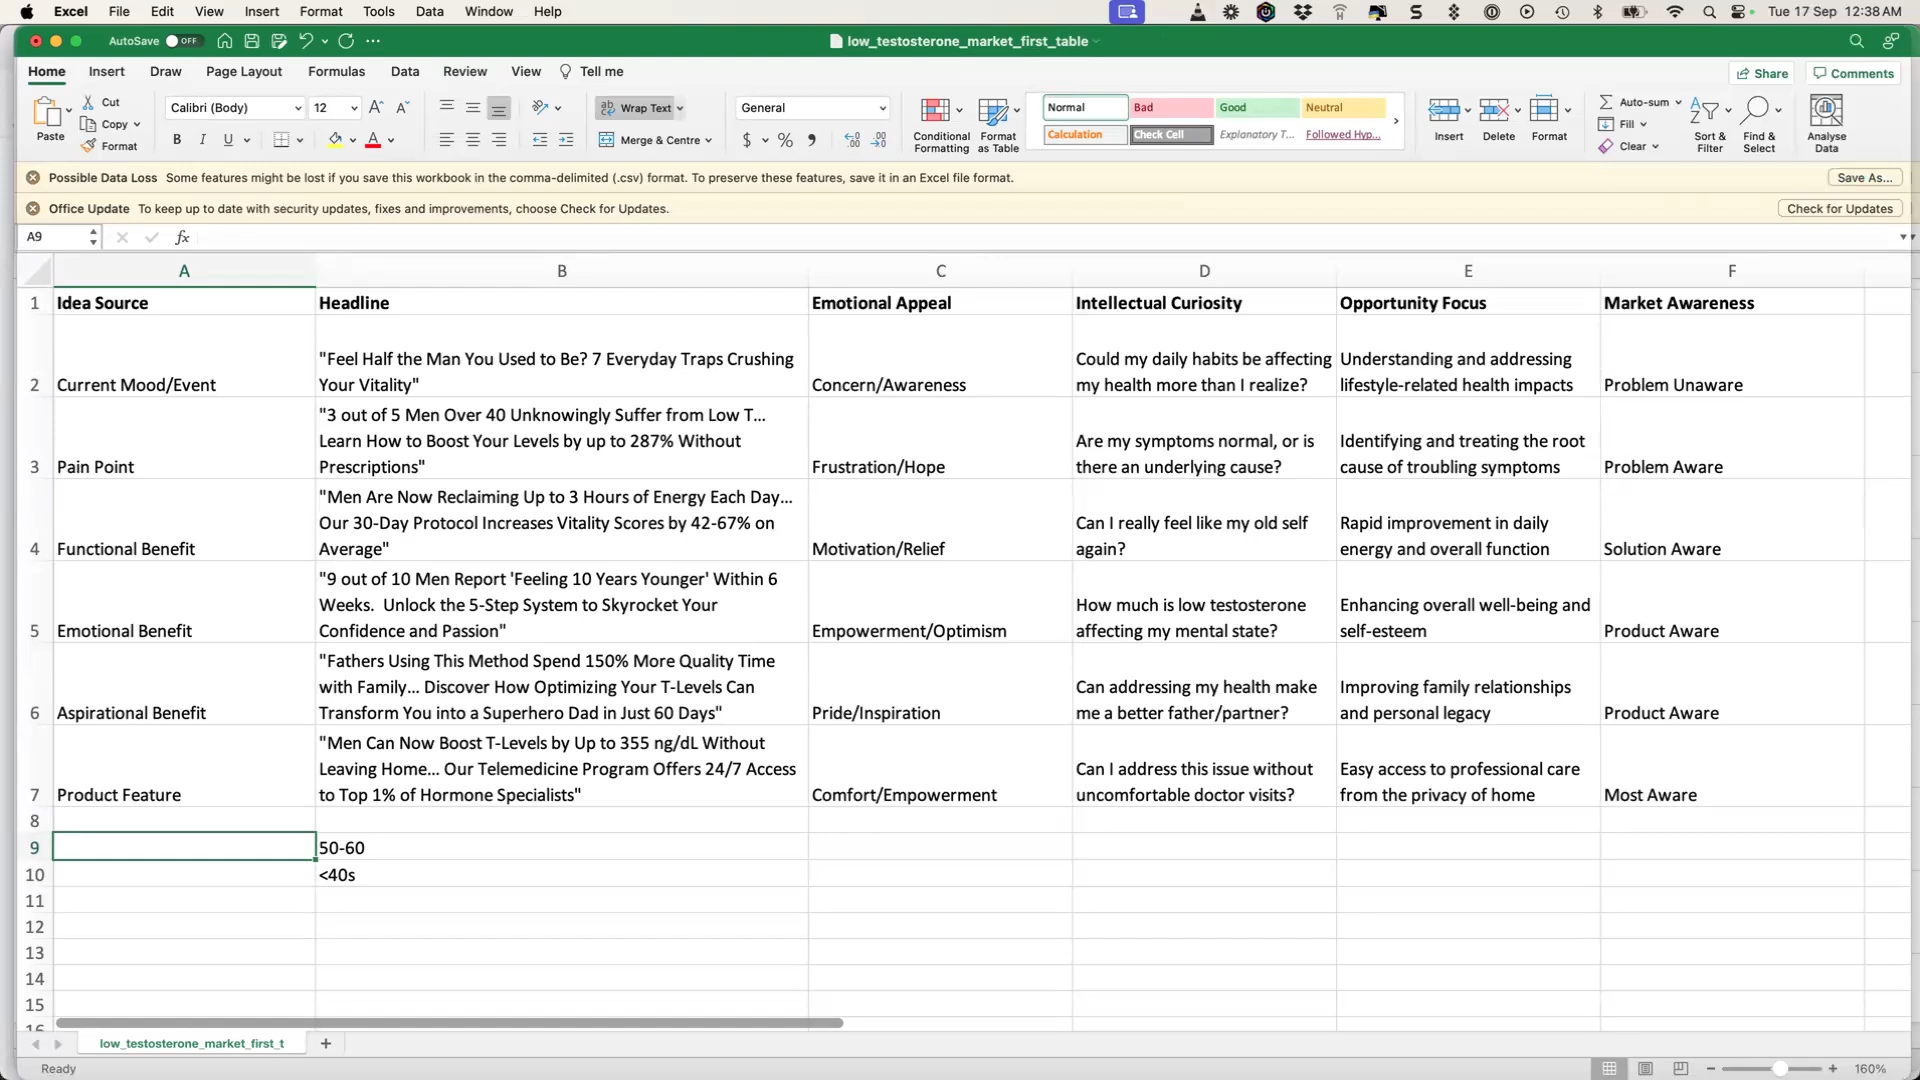 Excel File Edit View Insert Format Tools Data Window Help Tue 17 Sep 12:38 AM
AutoSave OFF low_testosterone_market_first_table
Home Insert Draw Page Layout Formulas Data Review View Tell me Share Comments
Paste Cut Copy Format
Calibri (Body) 12
Wrap Text Merge & Centre
General
Conditional Formatting
Format as Table
Normal Bad Good Neutral
Calculation Check Cell Explanatory T... Followed Hyp...
Insert Delete Format
Auto-sum Fill Clear
Sort & Filter
Find & Select
Analyse Data
Possible Data Loss Some features might be lost if you save this workbook in the comma-delimited (.csv) format. To preserve these features, save it in an Excel file format. Save As...
Office Update To keep up to date with security updates, fixes and improvements, choose Check for Updates. Check for Updates
A9 fx
A B C D E F
1 Idea Source Headline Emotional Appeal Intellectual Curiosity Opportunity Focus Market Awareness
2 Current Mood/Event
"Feel Half the Man You Used to Be? 7 Everyday Traps Crushing
Your Vitality"
Concern/Awareness
Could my daily habits be affecting
my health more than I realize?
Understanding and addressing
lifestyle-related health impacts
Problem Unaware
3 Pain Point
"3 out of 5 Men Over 40 Unknowingly Suffer from Low T...
Learn How to Boost Your Levels by up to 287% Without
Prescriptions"
Frustration/Hope
Are my symptoms normal, or is
there an underlying cause?
Identifying and treating the root
cause of troubling symptoms
Problem Aware
4 Functional Benefit
"Men Are Now Reclaiming Up to 3 Hours of Energy Each Day...
Our 30-Day Protocol Increases Vitality Scores by 42-67% on
Average"
Motivation/Relief
Can I really feel like my old self
again?
Rapid improvement in daily
energy and overall function
Solution Aware
5 Emotional Benefit
"9 out of 10 Men Report 'Feeling 10 Years Younger' Within 6
Weeks.  Unlock the 5-Step System to Skyrocket Your
Confidence and Passion"
Empowerment/Optimism
How much is low testosterone
affecting my mental state?
Enhancing overall well-being and
self-esteem
Product Aware
6 Aspirational Benefit
"Fathers Using This Method Spend 150% More Quality Time
with Family... Discover How Optimizing Your T-Levels Can
Transform You into a Superhero Dad in Just 60 Days"
Pride/Inspiration
Can addressing my health make
me a better father/partner?
Improving family relationships
and personal legacy
Product Aware
7 Product Feature
"Men Can Now Boost T-Levels by Up to 355 ng/dL Without
Leaving Home... Our Telemedicine Program Offers 24/7 Access
to Top 1% of Hormone Specialists"
Comfort/Empowerment
Can I address this issue without
uncomfortable doctor visits?
Easy access to professional care
from the privacy of home
Most Aware
8
9 50-60
10 <40s
11
12
13
14
15
16
low_testosterone_market_first_t
Ready 160%